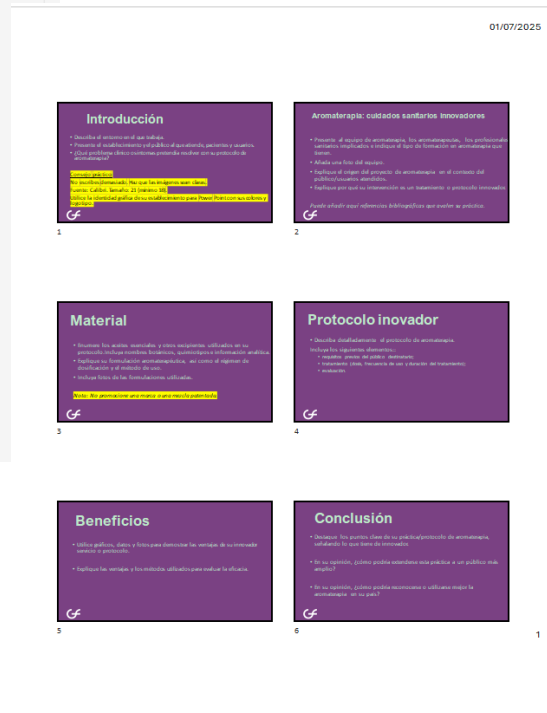 01/07/2025
Introducción
• Describa el servicio en el que trabaja.
• Presente el establecimiento y el público al que atiende, pacientes y usuarios.
• ¿Qué problema clínico o síntomas pretendía resolver con su protocolo de
aromaterapia?
Consejo práctico:
No escriba demasiado. Haz que las imágenes sean claras.
Fuente: Calibri. Tamaño: 21 (mínimo 18).
Utilice la identidad gráfica de su establecimiento para PowerPoint con sus colores y
logotipo.
1
Aromaterapia: cuidados sanitarios innovadores
• Presente al equipo de aromaterapia, los aromaterapeutas, los profesionales
sanitarios implicados e indique el tipo de formación en aromaterapia que
tienen.
• Añada una foto del equipo.
• Explique el origen del proyecto de aromaterapia en el contexto del
público/usuarios atendidos.
• Explique por qué su intervención es un tratamiento o protocolo innovador.
Puede añadir aquí referencias bibliográficas que avalen su práctica.
2
Material
• Enumere los aceites esenciales y otros excipientes utilizados en su
protocolo. Incluya nombres botánicos, quimiotipos e información analítica.
• Explique su formulación aromaterapéutica, así como el régimen de
dosificación y el método de uso.
• Incluya fotos de las formulaciones utilizadas.
Nota: No promocione una marca o una mezcla patentada.
3
Protocolo inovador
• Describa detalladamente el protocolo de aromaterapia.
Incluya los siguientes elementos:
• requisitos previos del público destinatario;
• tratamiento (dosis, frecuencia de uso y duración del tratamiento);
• evaluación
4
Beneficios
• Utilice gráficos, datos y fotos para demostrar las ventajas de su innovador
servicio o protocolo.
• Explique las ventajas y los métodos utilizados para evaluar la eficacia.
5
Conclusión
• Destaque los puntos clave de su práctica/protocolo de aromaterapia,
señalando lo que tiene de innovador.
• En su opinión, ¿cómo podría extenderse esta práctica a un público más
amplio?
• En su opinión, ¿cómo podría reconocerse o utilizarse mejor la
aromaterapia en su país?
6
1